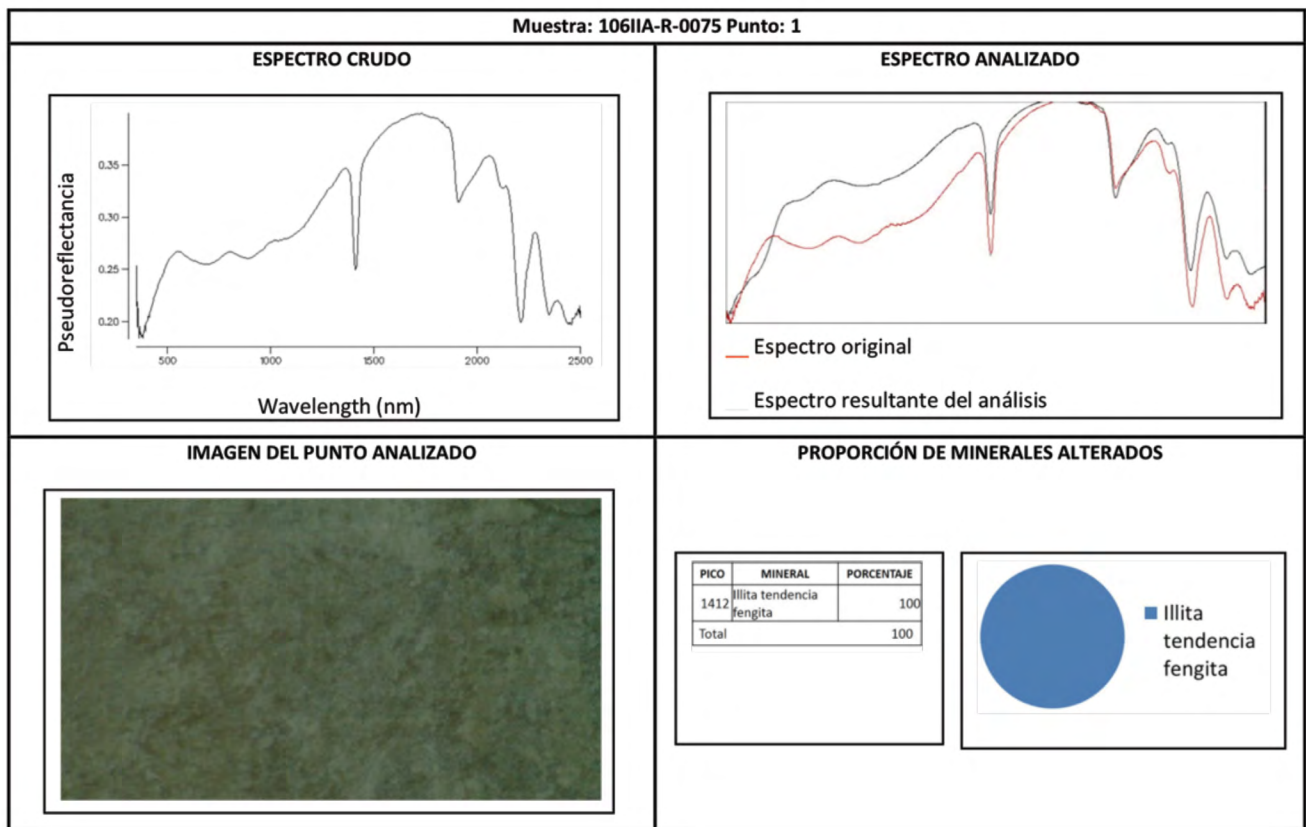 Muestra: 106IIA-R-0075 Punto: 1
ESPECTRO CRUDO
Pseudoreflectancia
0.35
0.30
0.25
0.20
500
1000
1500
2000
2500
Wavelength (nm)
ESPECTRO ANALIZADO
Espectro original
Espectro resultante del análisis
IMAGEN DEL PUNTO ANALIZADO
PROPORCIÓN DE MINERALES ALTERADOS
PICO MINERAL PORCENTAJE
1412 Illita tendencia fengita 100
Total 100
Illita
tendencia
fengita